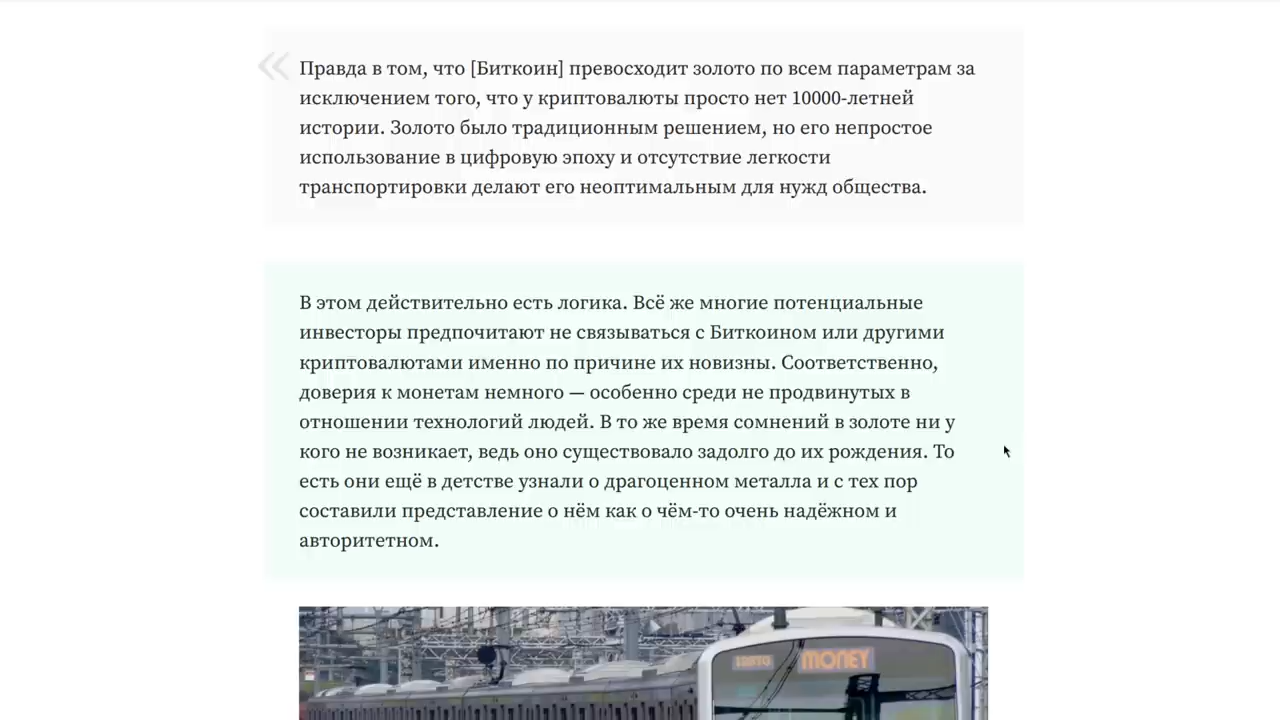 Правда в том, что [Биткоин] превосходит золото по всем параметрам за
исключением того, что у криптовалюты просто нет 10000-летней
истории. Золото было традиционным решением, но его непростое
использование в цифровую эпоху и отсутствие легкости
транспортировки делают его неоптимальным для нужд общества.
В этом действительно есть логика. Всё же многие потенциальные
инвесторы предпочитают не связываться с Биткоином или другими
криптовалютами именно по причине их новизны. Соответственно,
доверия к монетам немного — особенно среди не продвинутых в
отношении технологий людей. В то же время сомнений в золоте ни у
кого не возникает, ведь оно существовало задолго до их рождения. То
есть они ещё в детстве узнали о драгоценном металла и с тех пор
составили представление о нём как о чём-то очень надёжном и
авторитетном.
MONEY